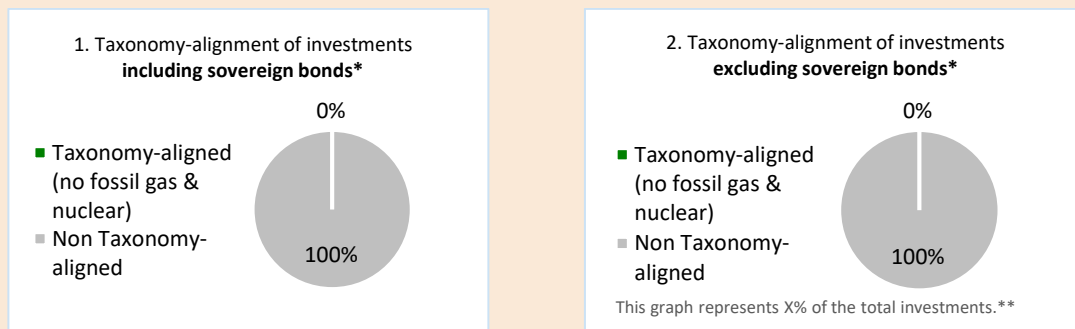 1. Taxonomy-alignment of investments
including sovereign bonds*
0%
Taxonomy-aligned
(no fossil gas &
nuclear)
Non Taxonomy-
aligned
100%
2. Taxonomy-alignment of investments
excluding sovereign bonds*
0%
Taxonomy-aligned
(no fossil gas &
nuclear)
Non Taxonomy-
aligned
100%
This graph represents X% of the total investments.**